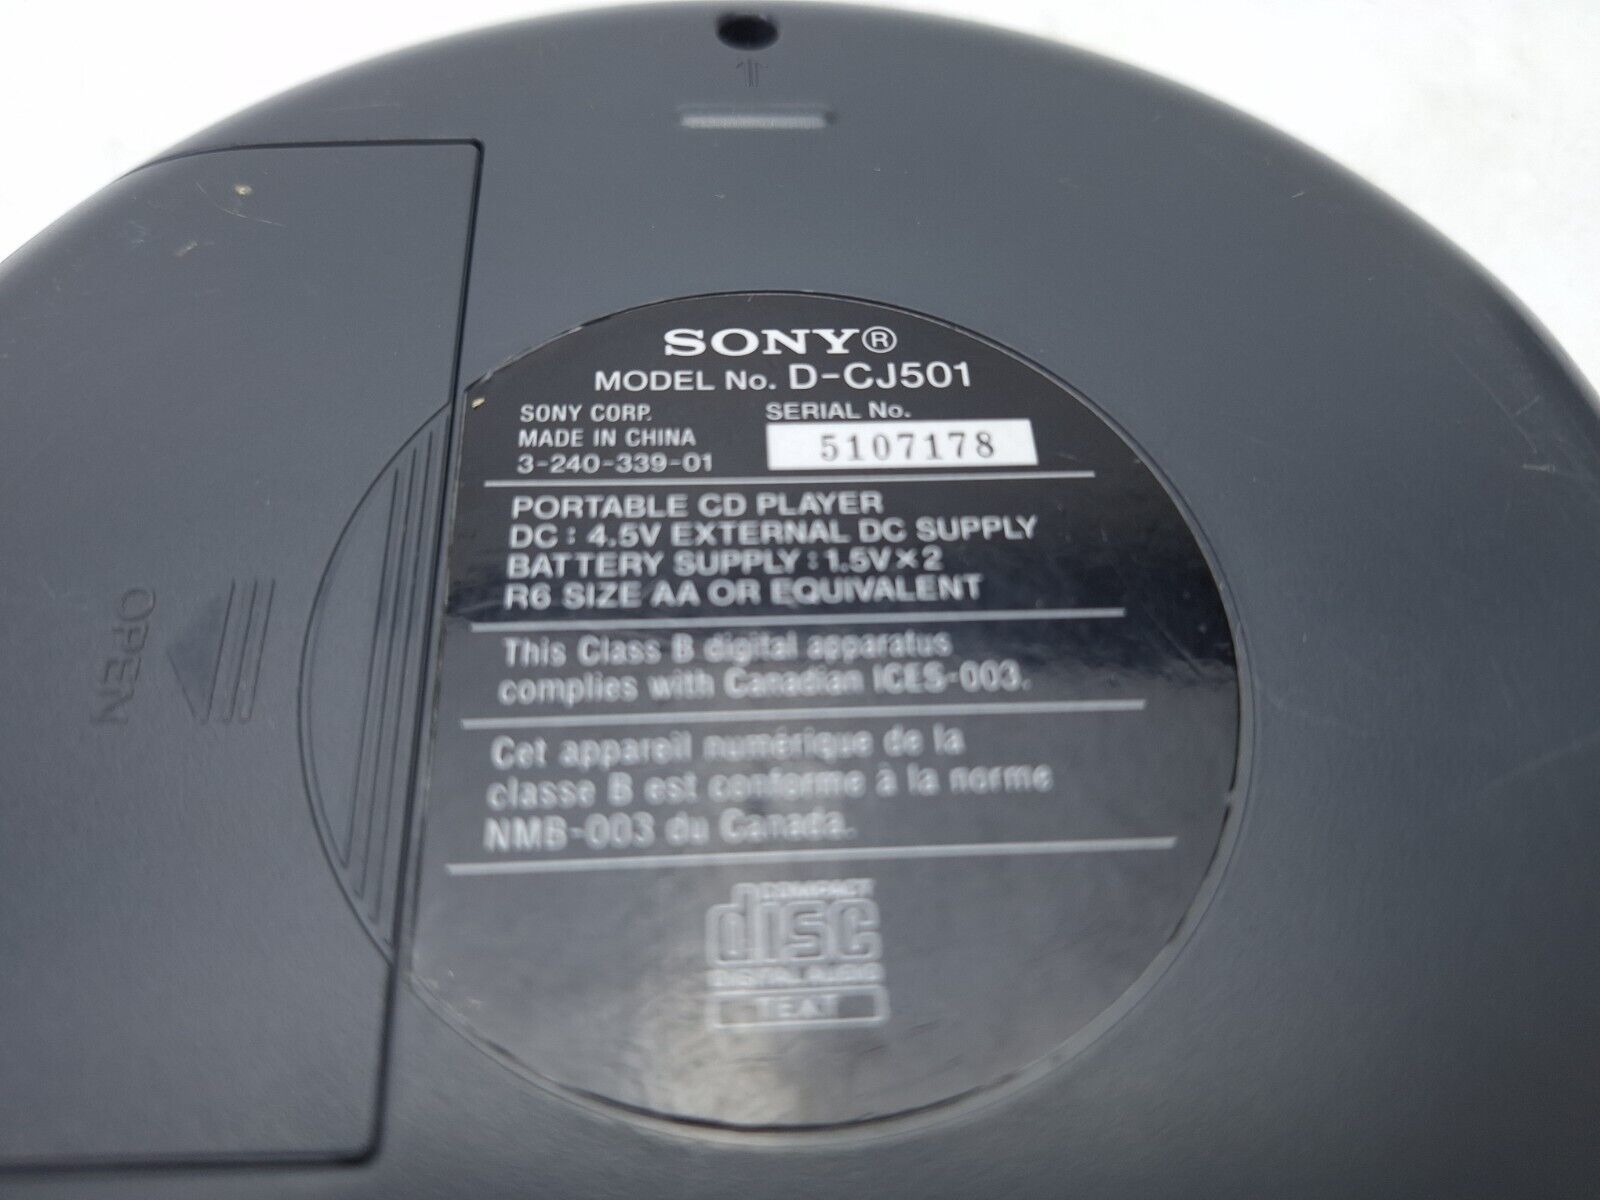 SONY®
MODEL No. D-CJ501
SONY CORP.
MADE IN CHINA
3-240-339-01
SERIAL No.
5107178
PORTABLE CD PLAYER
DC : 4.5V EXTERNAL DC SUPPLY
BATTERY SUPPLY : 1.5V×2
R6 SIZE AA OR EQUIVALENT
This Class B digital apparatus
complies with Canadian ICES-003.
Cet appareil numérique de la
classe B est conforme à la norme
NMB-003 du Canada.
COMPACT
disc
DIGITAL AUDIO
TEXT
OPEN